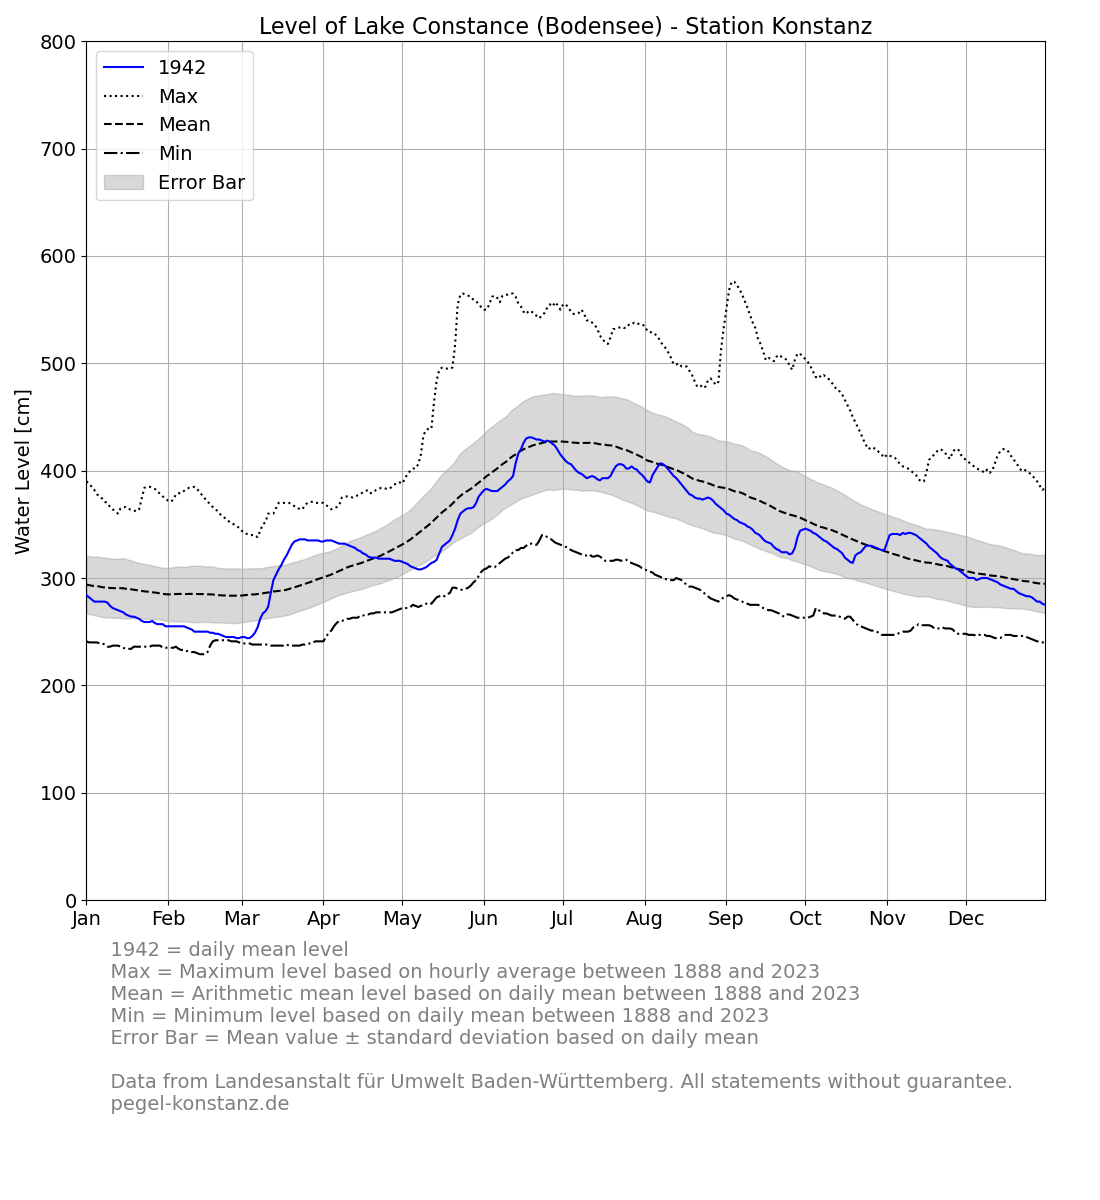 Level of Lake Constance (Bodensee) - Station Konstanz
800
700
600
500
400
300
200
100
0
Water Level [cm]
1942
Max
Mean
Min
Error Bar
Jan Feb Mar Apr May Jun Jul Aug Sep Oct Nov Dec
1942 = daily mean level
Max = Maximum level based on hourly average between 1888 and 2023
Mean = Arithmetic mean level based on daily mean between 1888 and 2023
Min = Minimum level based on daily mean between 1888 and 2023
Error Bar = Mean value ± standard deviation based on daily mean
Data from Landesanstalt für Umwelt Baden-Württemberg. All statements without guarantee.
pegel-konstanz.de